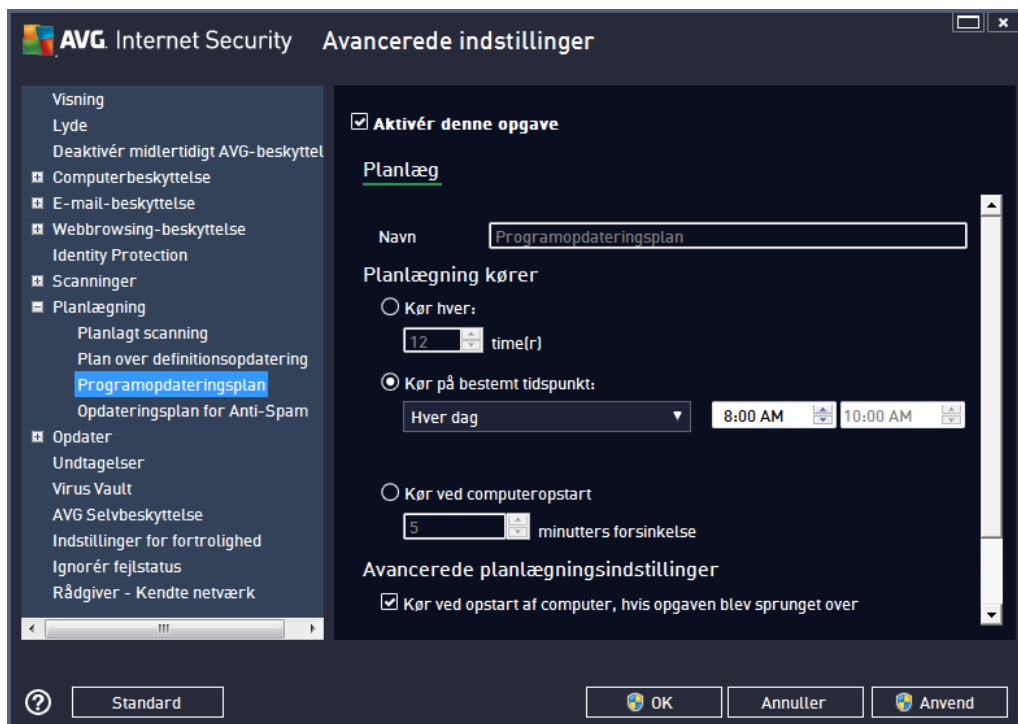 AVG. Internet Security Avancerede indstillinger
Visning
Lyde
Deaktivér midlertidigt AVG-beskyttel
Computerbeskyttelse
E-mail-beskyttelse
Webbrowsing-beskyttelse
Identity Protection
Scanninger
Planlægning
Planlagt scanning
Plan over definitionsopdatering
Programopdateringsplan
Opdateringsplan for Anti-Spam
Opdater
Undtagelser
Virus Vault
AVG Selvbeskyttelse
Indstillinger for fortrolighed
Ignorér fejlstatus
Rådgiver - Kendte netværk
Aktivér denne opgave
Planlæg
Navn Programopdateringsplan
Planlægning kører
Kør hver:
12 time(r)
Kør på bestemt tidspunkt:
Hver dag 8:00 AM 10:00 AM
Kør ved computeropstart
5 minutters forsinkelse
Avancerede planlægningsindstillinger
Kør ved opstart af computer, hvis opgaven blev sprunget over
Standard OK Annuller Anvend